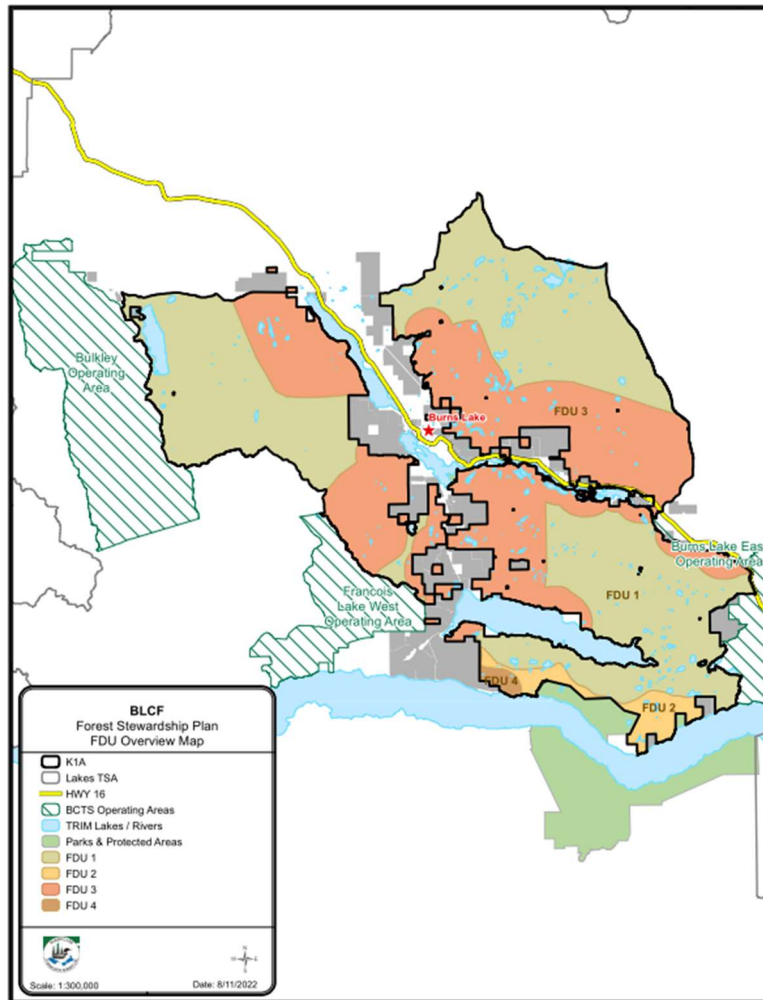 FDU 3
Burns Lake
Bulkley
Operating
Area
Burns Lake East
Operating Area
FDU 1
Francois
Lake West
Operating Area
FDU 4
FDU 2
BLCF
Forest Stewardship Plan
FDU Overview Map
K1A
Lakes TSA
HWY 16
BCTS Operating Areas
TRIM Lakes / Rivers
Parks & Protected Areas
FDU 1
FDU 2
FDU 3
FDU 4
N
W
E
S
Scale: 1:300,000
Date: 8/11/2022